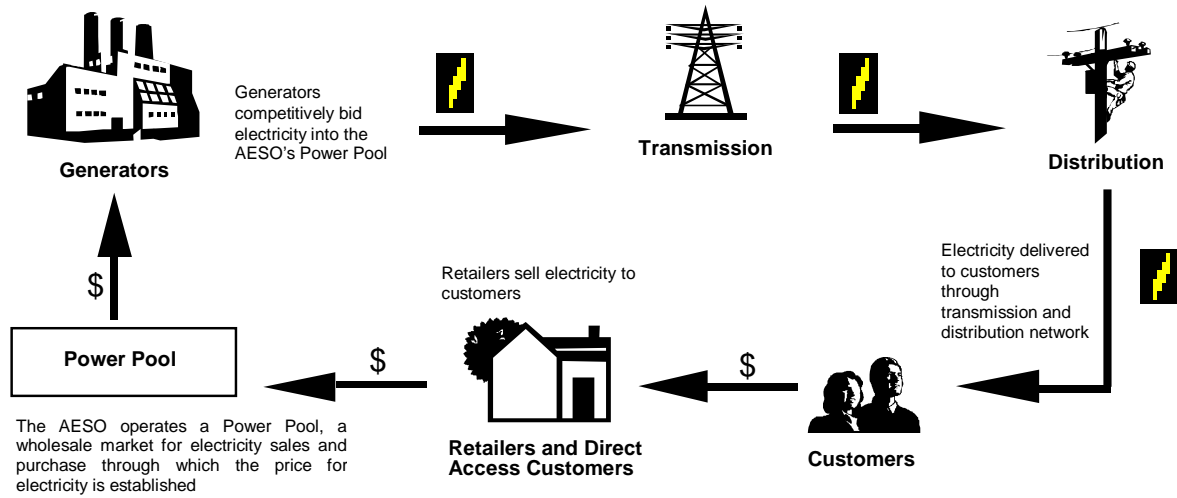 Generators
competitively bid
electricity into the
AESO's Power Pool
Generators
Transmission
Distribution
Electricity delivered
to customers
through
transmission and
distribution network
$
Retailers sell electricity to
customers
Power Pool
$
$
The AESO operates a Power Pool, a
wholesale market for electricity sales and
purchase through which the price for
electricity is established
Retailers and Direct
Access Customers
Customers